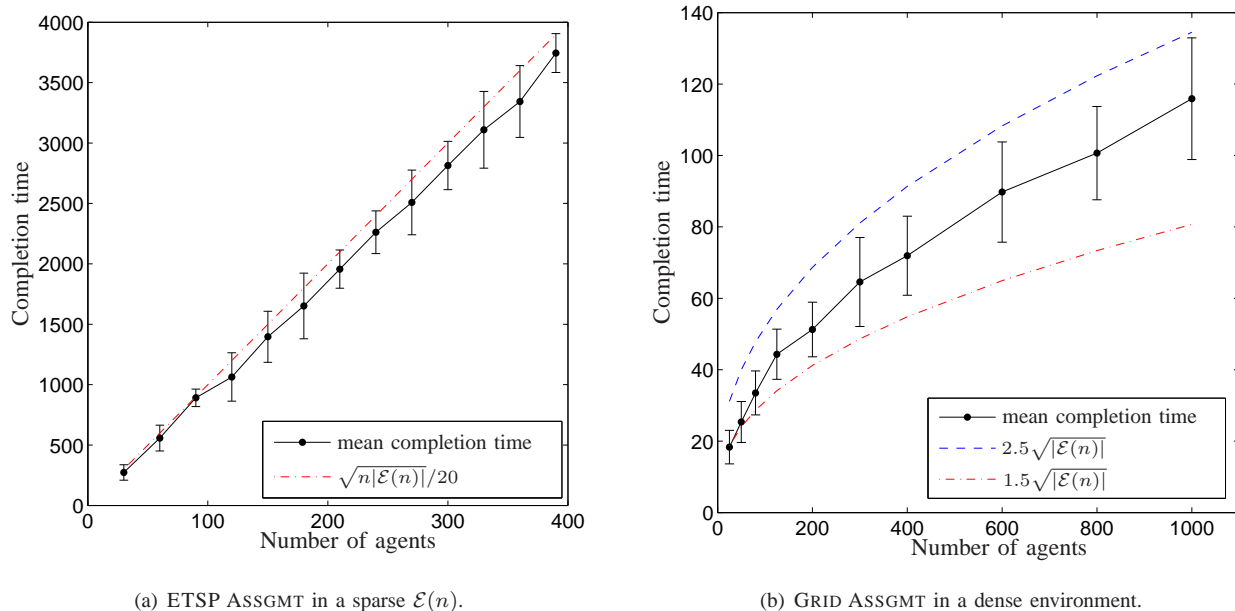 4000
3500
3000
2500
2000
1500
1000
500
0
Completion time
mean completion time
√n|ℰ(n)|/20
0 100 200 300 400
Number of agents
(a) ETSP ASSGMT in a sparse ℰ(n).
140
120
100
80
60
40
20
0
Completion time
mean completion time
2.5√|ℰ(n)|
1.5√|ℰ(n)|
0 200 400 600 800 1000
Number of agents
(b) GRID ASSGMT in a dense environment.